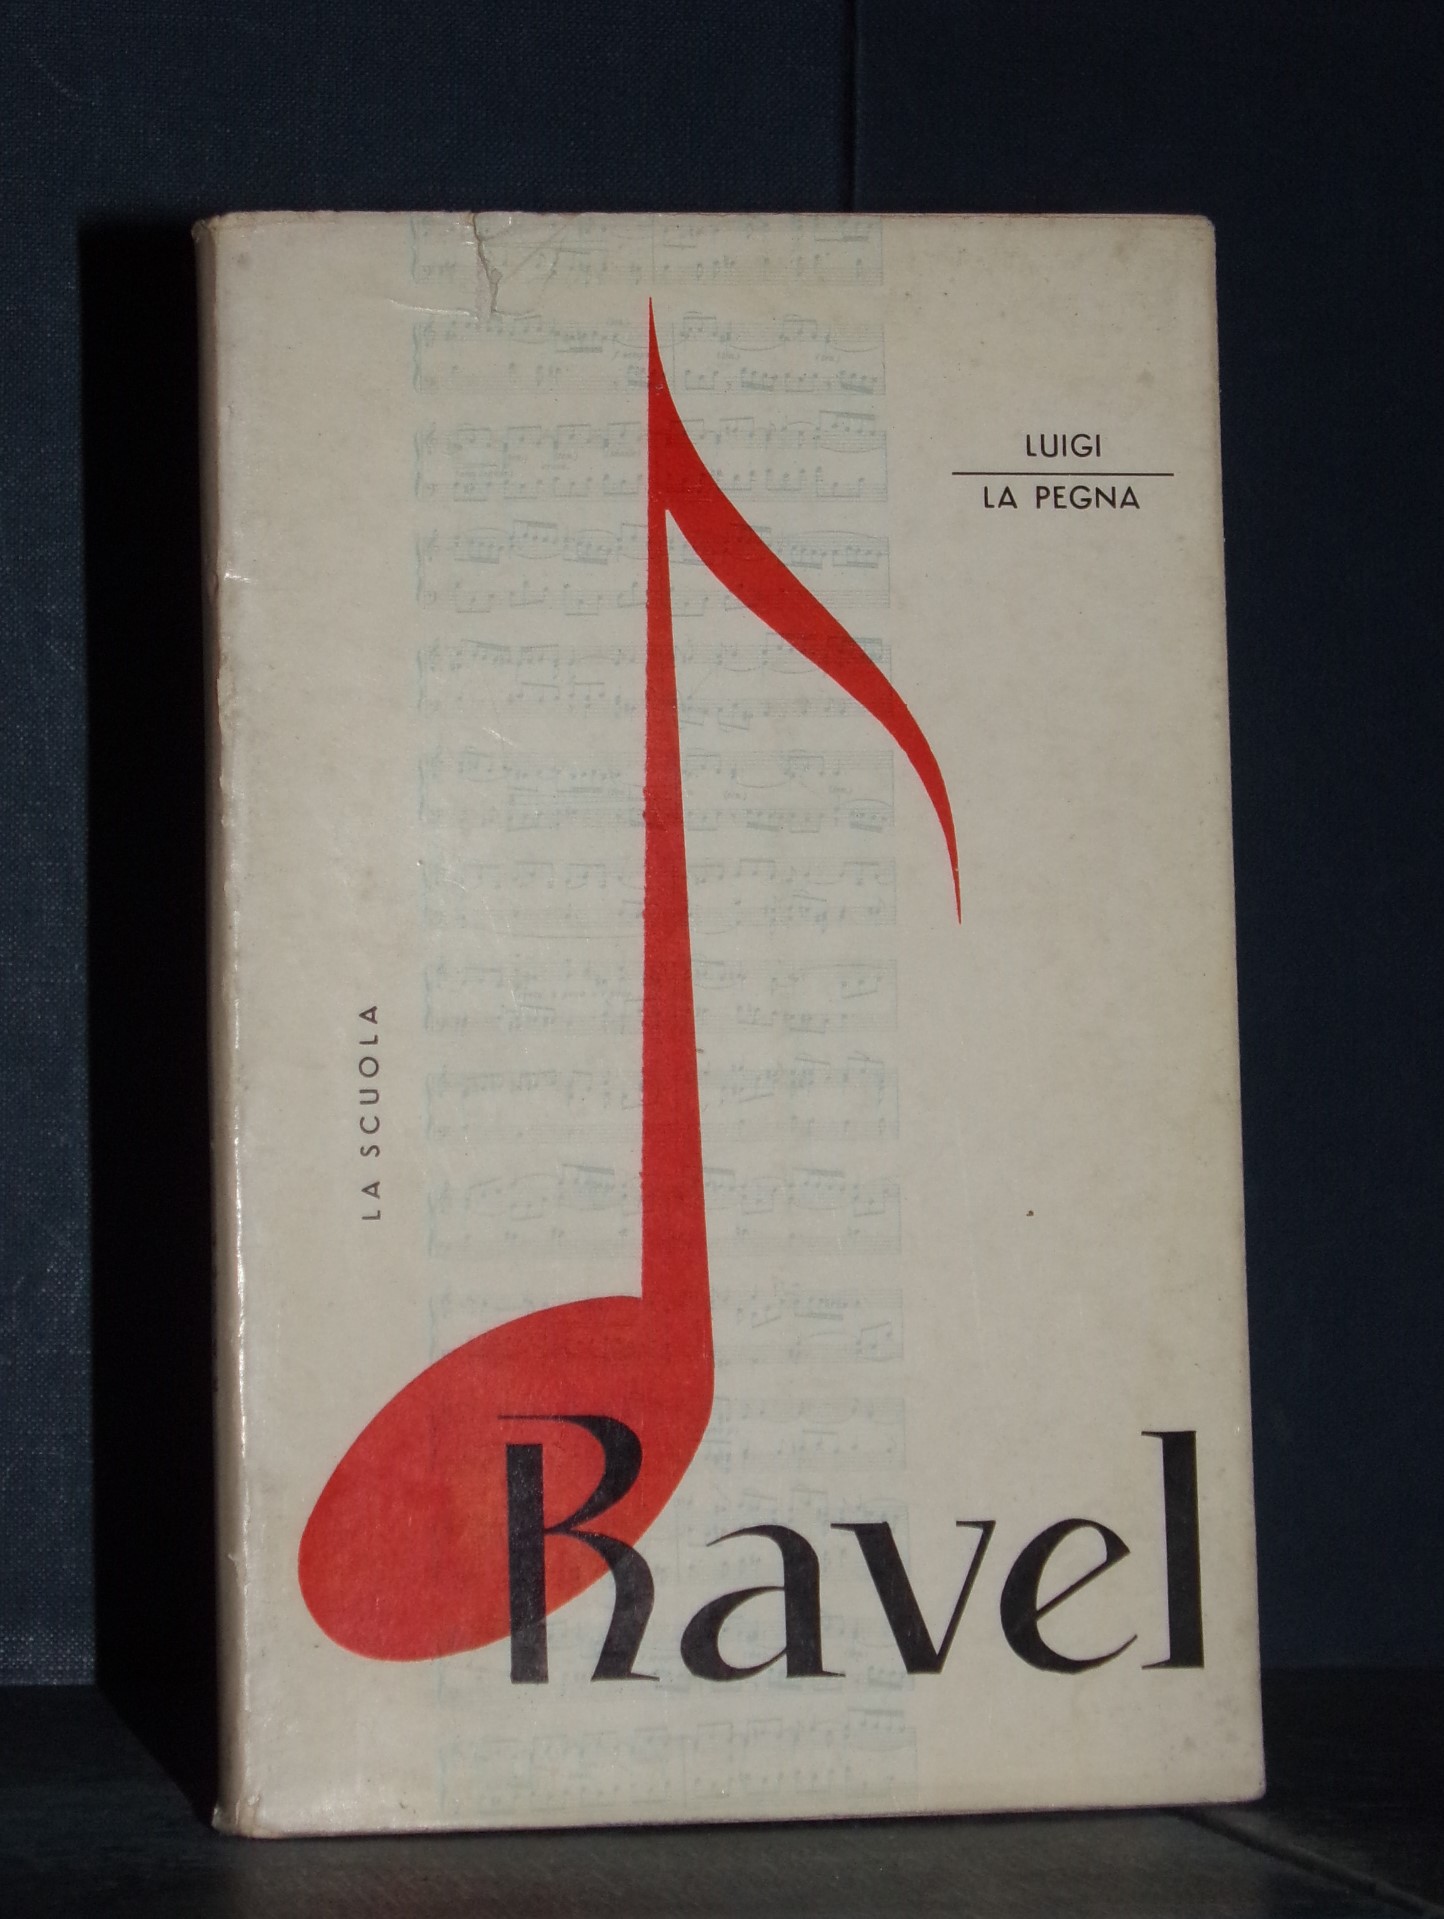 LUIGI
LA PEGNA
LA SCUOLA
Ravel